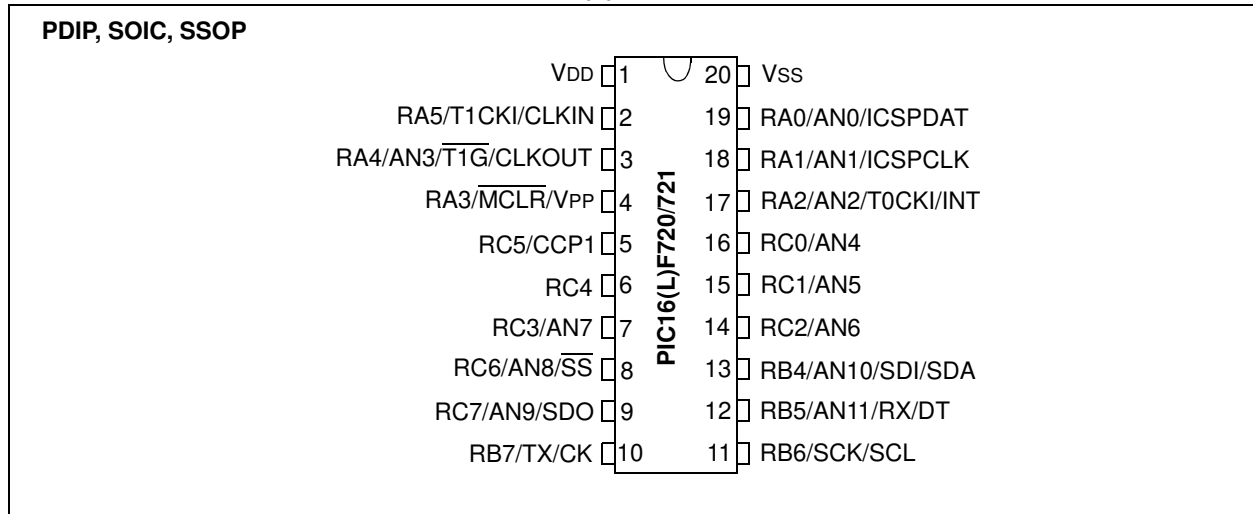 PDIP, SOIC, SSOP
VDD 1 20 VSS
RA5/T1CKI/CLKIN 2 19 RA0/AN0/ICSPDAT
RA4/AN3/T1G/CLKOUT 3 18 RA1/AN1/ICSPCLK
RA3/MCLR/VPP 4 17 RA2/AN2/T0CKI/INT
RC5/CCP1 5 16 RC0/AN4
RC4 6 15 RC1/AN5
RC3/AN7 7 14 RC2/AN6
RC6/AN8/SS 8 13 RB4/AN10/SDI/SDA
RC7/AN9/SDO 9 12 RB5/AN11/RX/DT
RB7/TX/CK 10 11 RB6/SCK/SCL
PIC16(L)F720/721